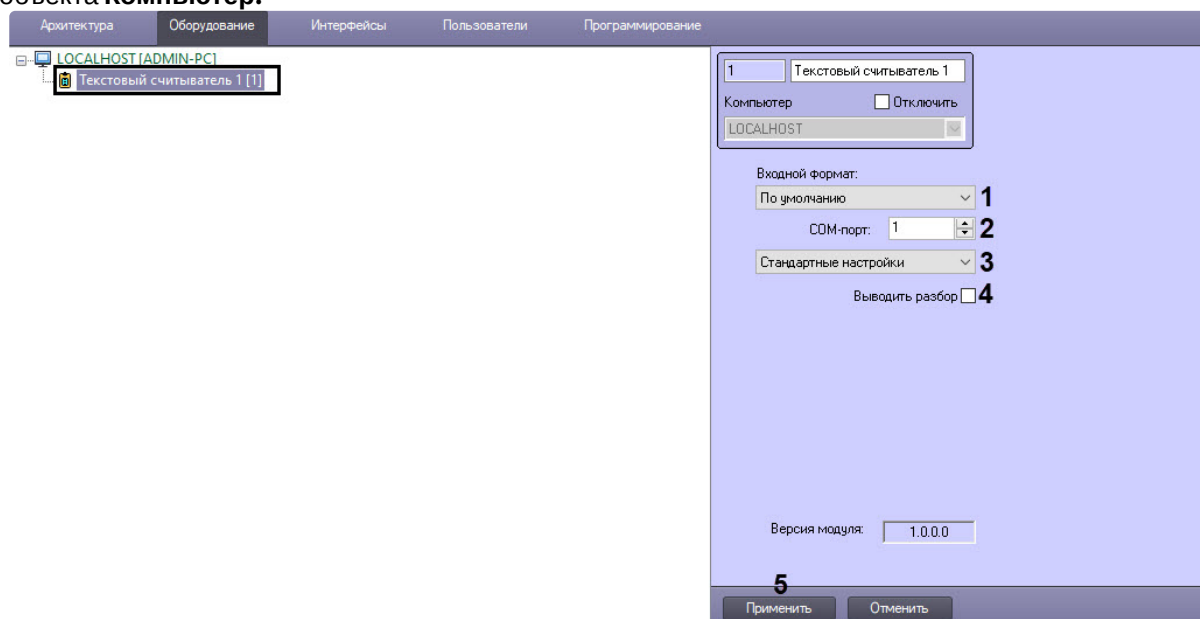 объекта Компьютер.
Архитектура Оборудование Интерфейсы Пользователи Программирование
LOCALHOST [ADMIN-PC]
Текстовый считыватель 1 [1]
1 Текстовый считыватель 1
Компьютер Отключить
LOCALHOST
Входной формат:
По умолчанию 1
COM-порт: 1 2
Стандартные настройки 3
Выводить разбор 4
Версия модуля: 1.0.0.0
5
Применить Отменить